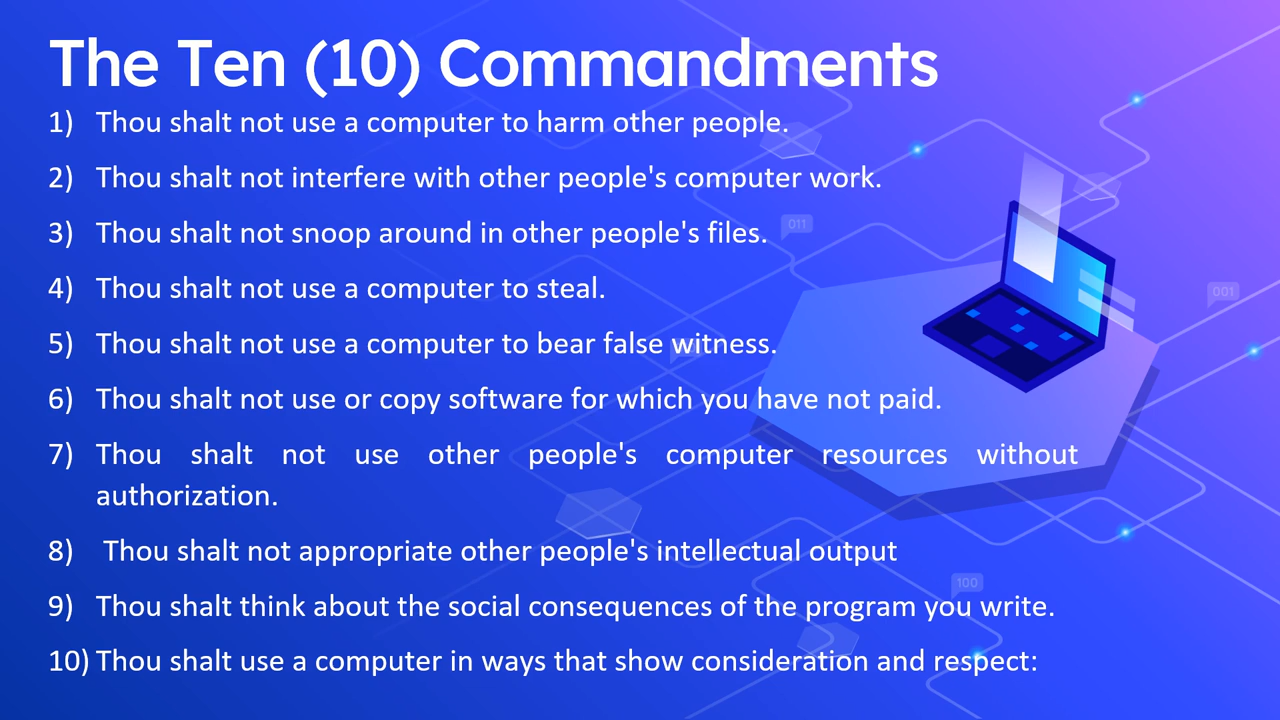 The Ten (10) Commandments
1) Thou shalt not use a computer to harm other people.
2) Thou shalt not interfere with other people's computer work.
3) Thou shalt not snoop around in other people's files.
011
4) Thou shalt not use a computer to steal.
001
5) Thou shalt not use a computer to bear false witness.
6) Thou shalt not use or copy software for which you have not paid.
7) Thou shalt not use other people's computer resources without
authorization.
8) Thou shalt not appropriate other people's intellectual output
100
9) Thou shalt think about the social consequences of the program you write.
10) Thou shalt use a computer in ways that show consideration and respect: